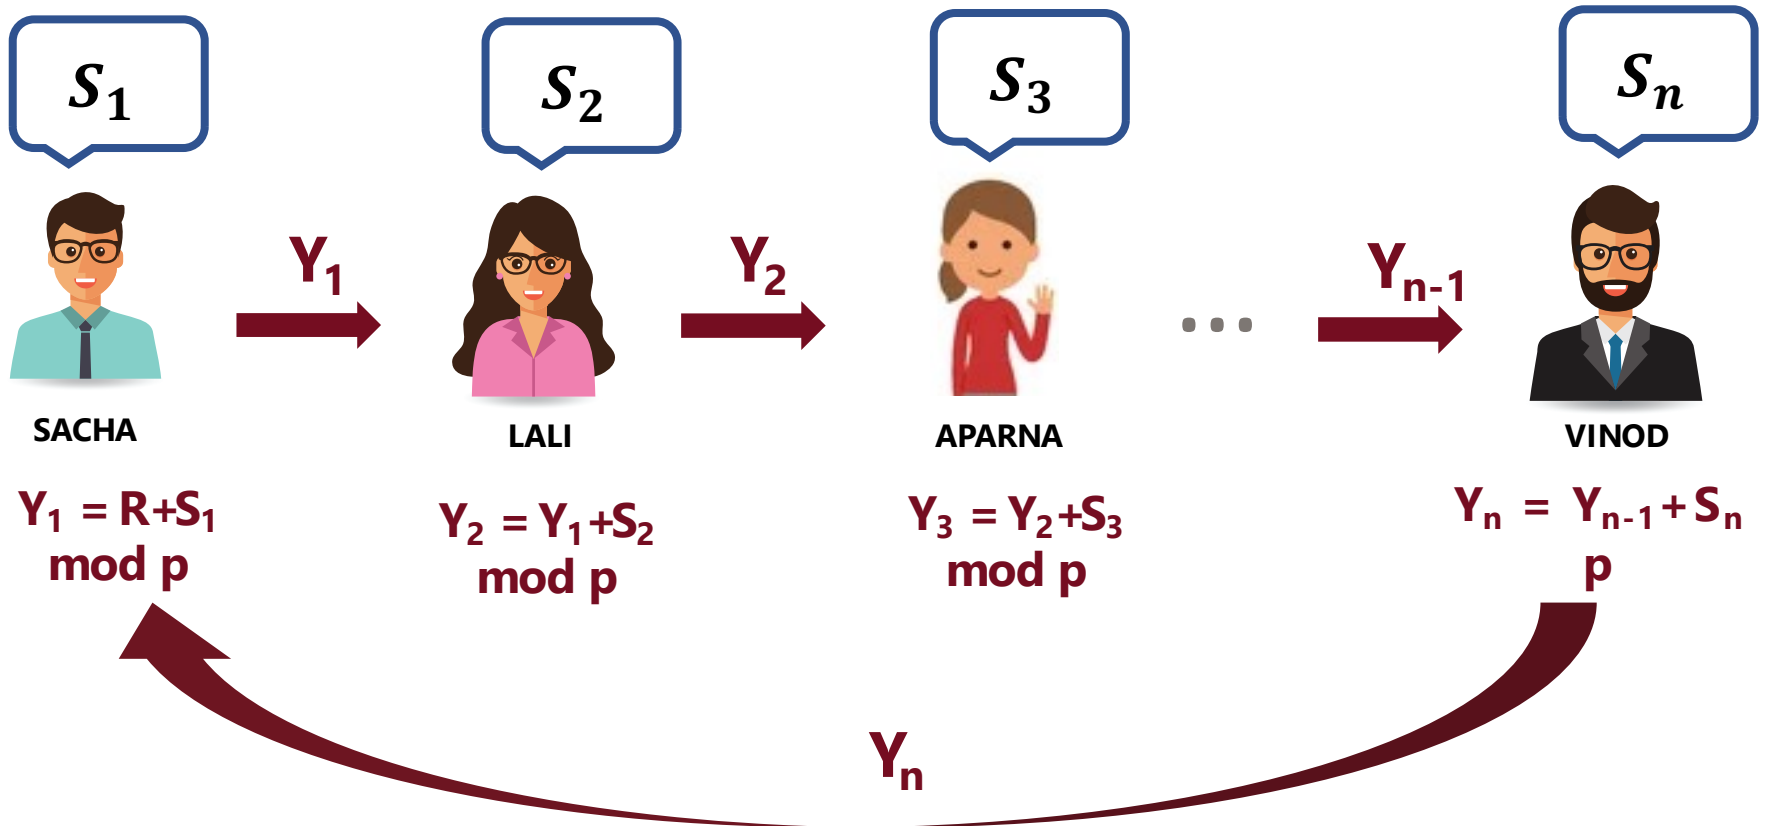 S₁
S₂
S₃
Sₙ
Y₁
Y₂
...
Yₙ₋₁
SACHA
LALI
APARNA
VINOD
Y₁ = R+S₁
mod p
Y₂ = Y₁+S₂
mod p
Y₃ = Y₂+S₃
mod p
Yₙ = Yₙ₋₁+Sₙ
p
Yₙ